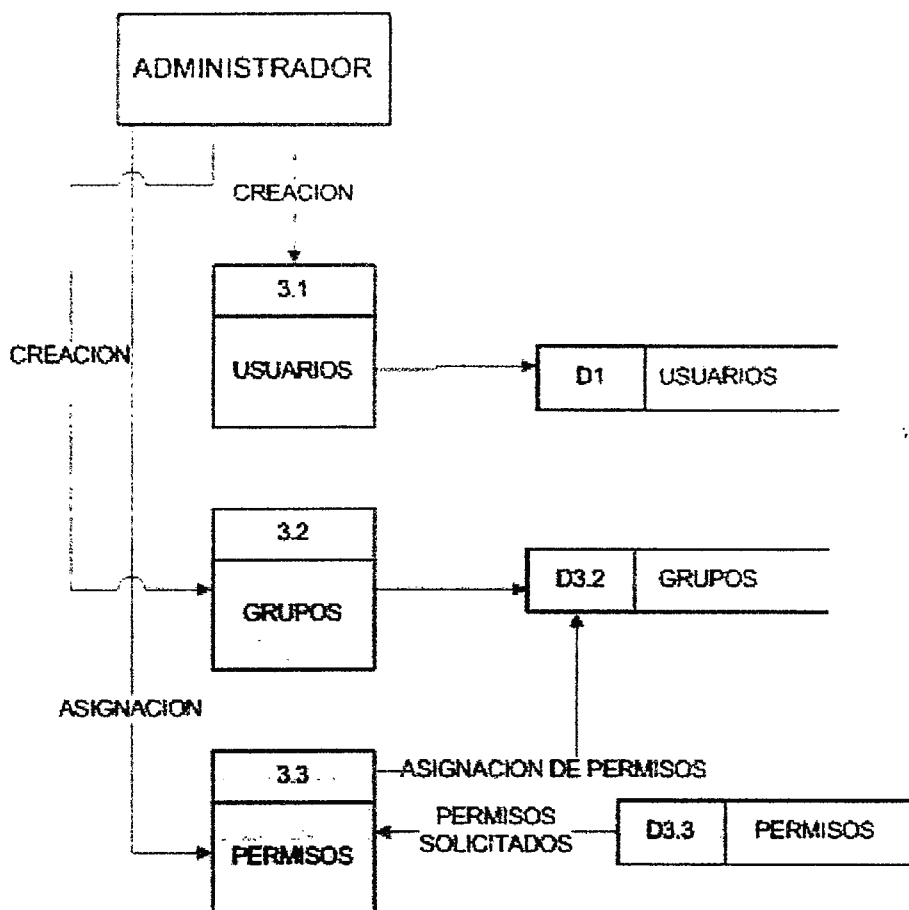 ADMINISTRADOR
CREACION
3.1
USUARIOS
D1
USUARIOS
CREACION
3.2
GRUPOS
D3.2
GRUPOS
ASIGNACION
3.3
PERMISOS
ASIGNACION DE PERMISOS
PERMISOS
SOLICITADOS
D3.3
PERMISOS